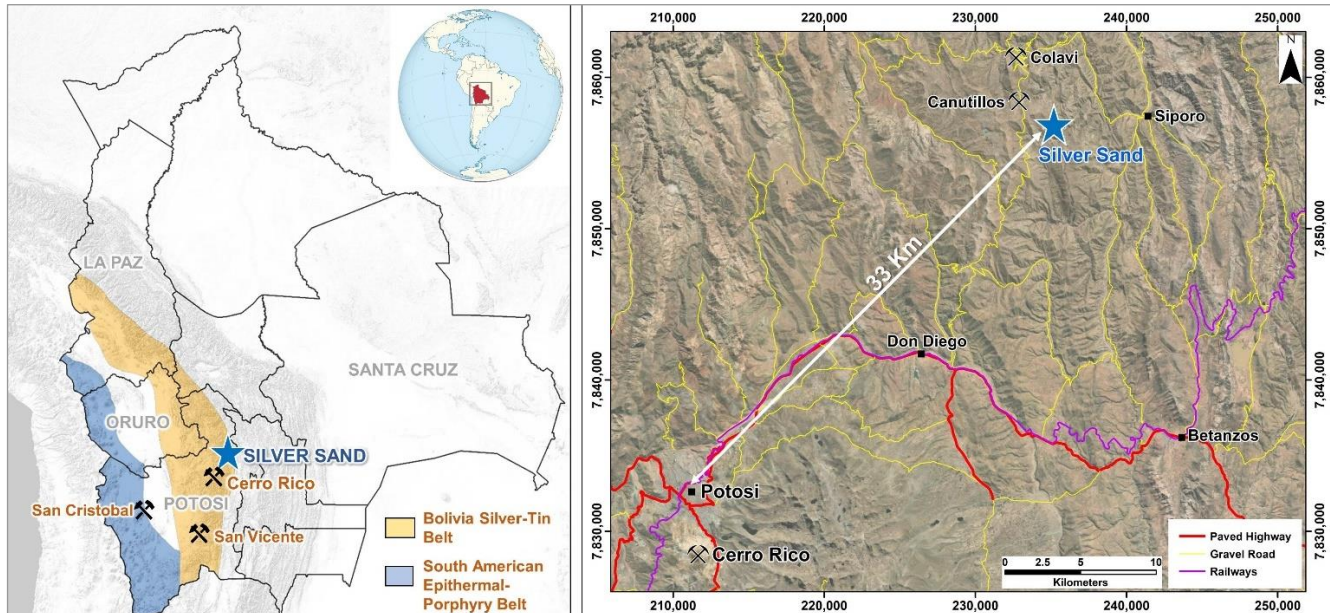 LA PAZ
SANTA CRUZ
ORURO
SILVER SAND
Cerro Rico
San Cristobal
POTOSI
San Vicente
Bolivia Silver-Tin
Belt
South American
Epithermal-
Porphyry Belt
210,000 220,000 230,000 240,000 250,000
N
7,860,000
7,850,000
7,840,000
7,830,000
Colavi
Canutillos
Siporo
Silver Sand
33 Km
Don Diego
Betanzos
Potosi
Cerro Rico
Paved Highway
Gravel Road
Railways
0 2.5 5 10
Kilometers
7,860,000
7,850,000
7,840,000
7,830,000
210,000 220,000 230,000 240,000 250,000